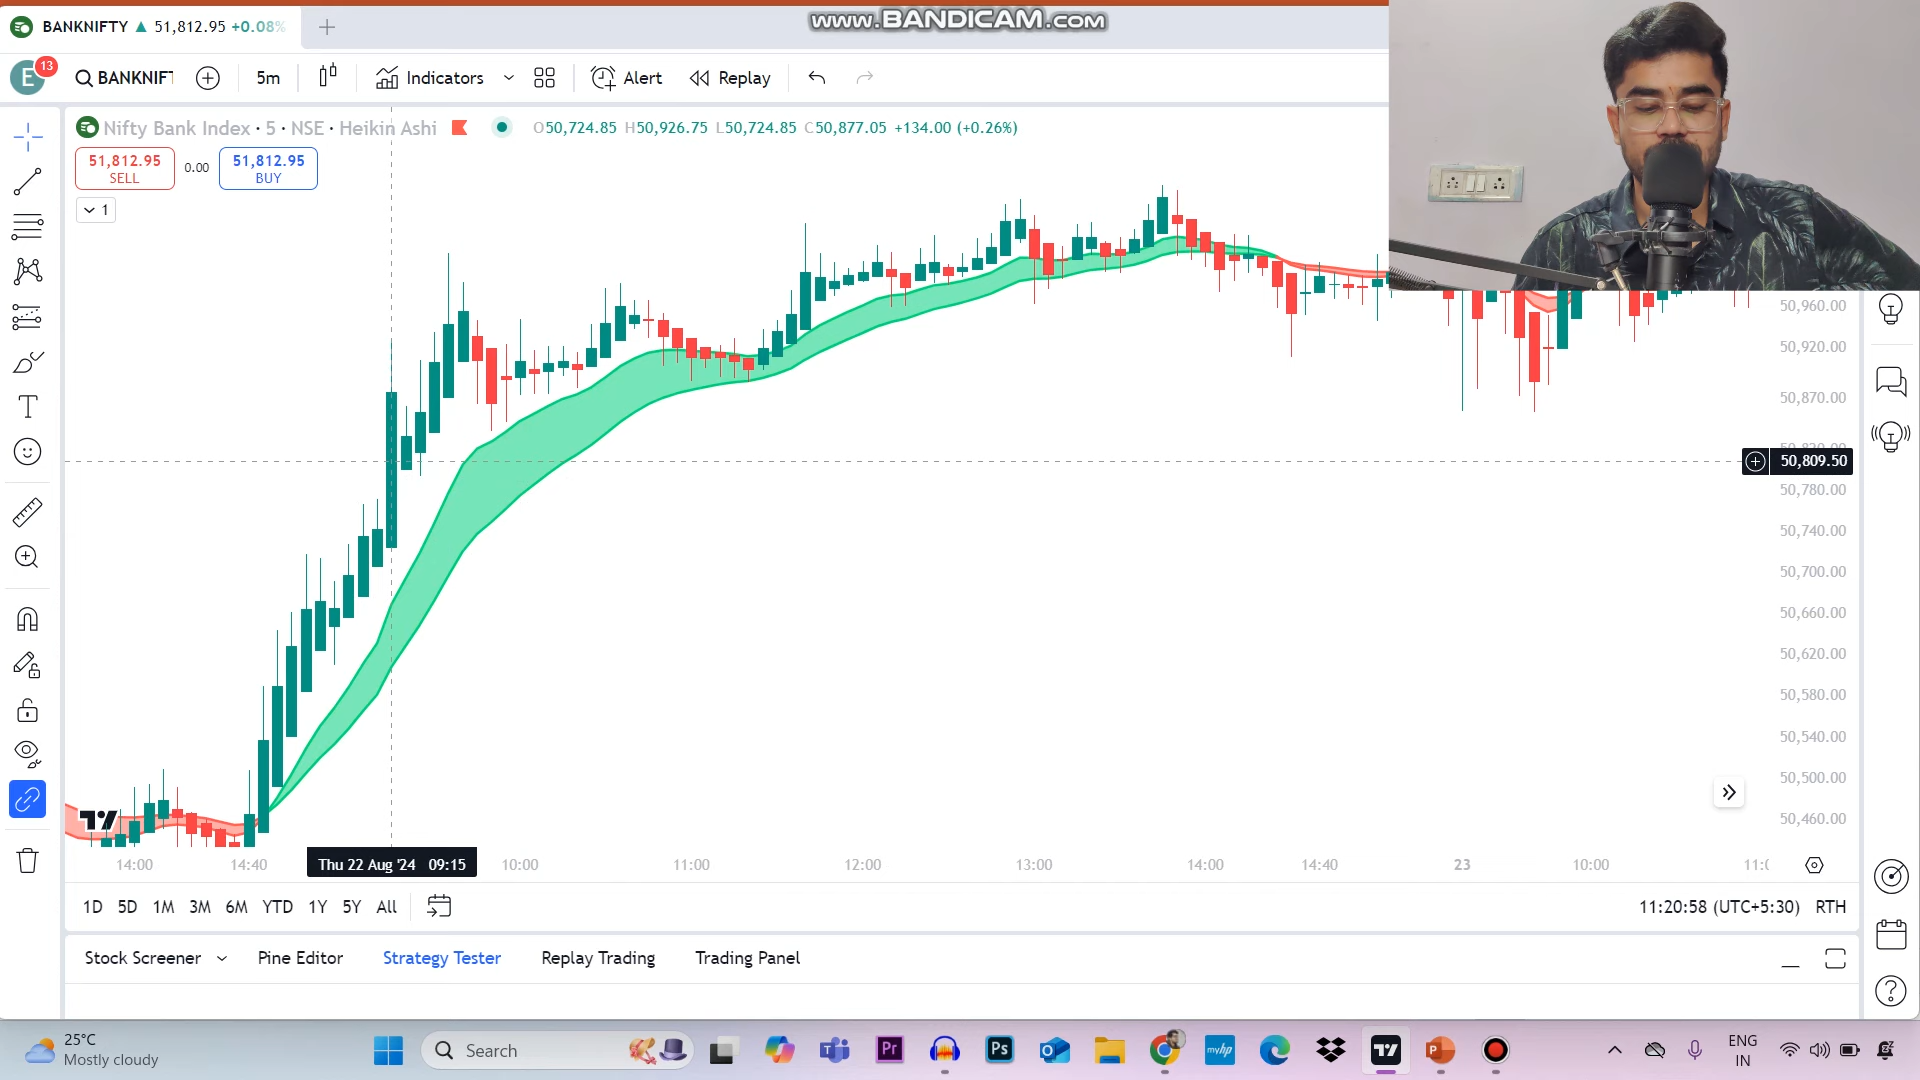 BANKNIFTY ▲ 51,812.95 +0.08%
www.BANDICAM.com
E 13
BANKNIFT
5m
Indicators
Alert
Replay
Nifty Bank Index · 5 · NSE · Heikin Ashi
O50,724.85 H50,926.75 L50,724.85 C50,877.05 +134.00 (+0.26%)
51,812.95
SELL
0.00
51,812.95
BUY
1
50,960.00
50,920.00
50,870.00
50,809.50
50,780.00
50,740.00
50,700.00
50,660.00
50,620.00
50,580.00
50,540.00
50,500.00
50,460.00
14:00 14:40 Thu 22 Aug '24 09:15 10:00 11:00 12:00 13:00 14:00 14:40 23 10:00
1D 5D 1M 3M 6M YTD 1Y 5Y All
11:20:58 (UTC+5:30) RTH
Stock Screener Pine Editor Strategy Tester Replay Trading Trading Panel
25°C
Mostly cloudy
Search
Pr
Ps
myhp
ENG
IN